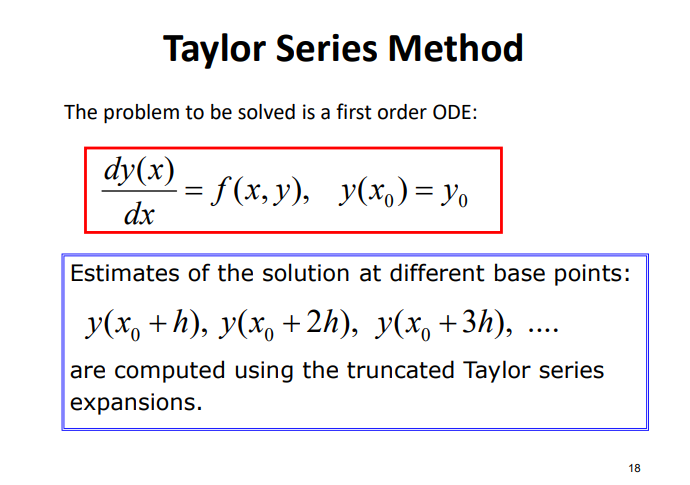 Taylor Series Method
The problem to be solved is a first order ODE:
dy(x)/dx = f(x, y), y(x₀) = y₀
Estimates of the solution at different base points:
y(x₀ + h), y(x₀ + 2h), y(x₀ + 3h), ....
are computed using the truncated Taylor series
expansions.
18